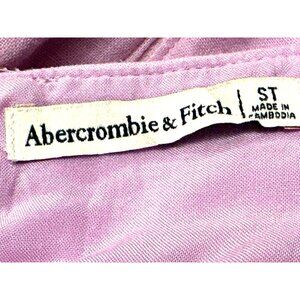 Abercrombie & Fitch
ST
MADE IN
CAMBODIA